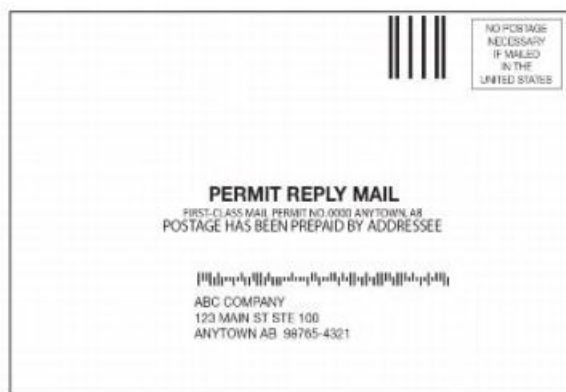 NO POSTAGE
NECESSARY
IF MAILED
IN THE
UNITED STATES
PERMIT REPLY MAIL
FIRST-CLASS MAIL PERMIT NO.0000 ANYTOWN, AB
POSTAGE HAS BEEN PREPAID BY ADDRESSEE
ABC COMPANY
123 MAIN ST STE 100
ANYTOWN AB 98765-4321